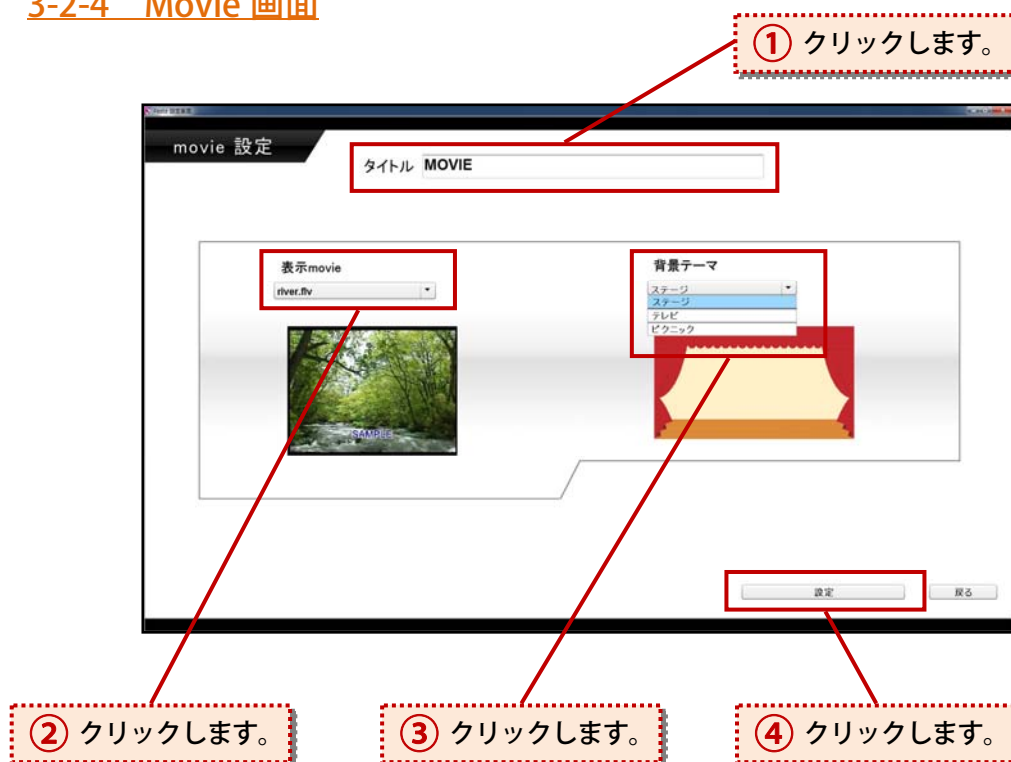 3-2-4 Movie 画面
① クリックします。
movie 設定
タイトル MOVIE
表示movie
river.flv
背景テーマ
ステージ
ステージ
テレビ
ピクニック
SAMPLE
設定
戻る
② クリックします。
③ クリックします。
④ クリックします。